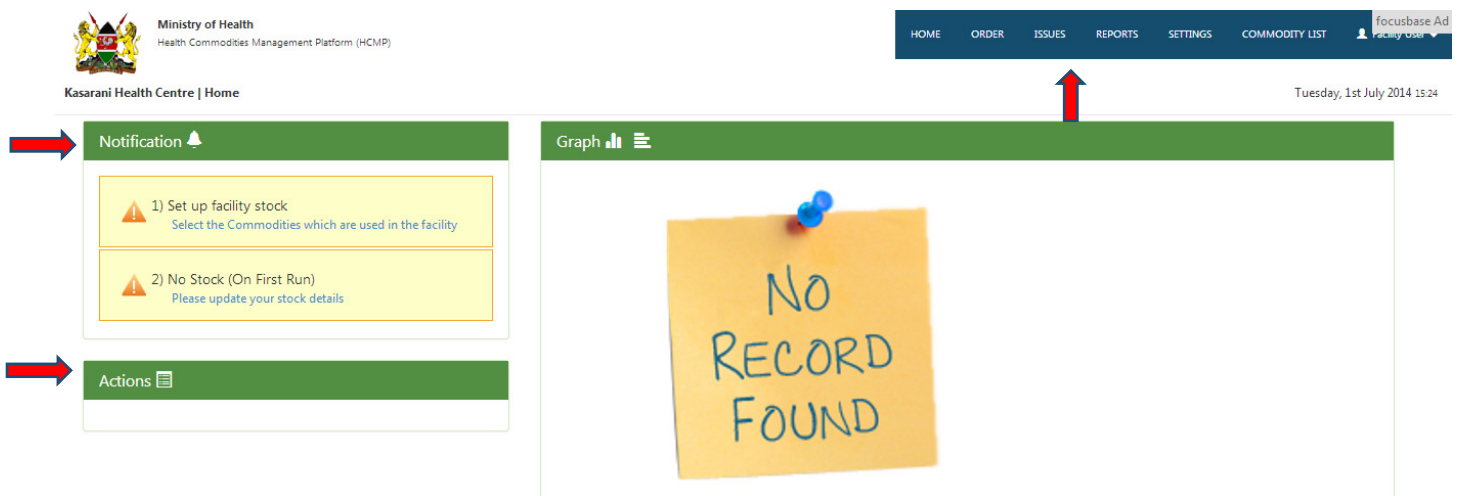 Ministry of Health
Health Commodities Management Platform (HCMP)
HOME ORDER ISSUES REPORTS SETTINGS COMMODITY LIST Facility User
focusbase Ad
Kasarani Health Centre | Home
Tuesday, 1st July 2014 15:24
Notification
1) Set up facility stock
Select the Commodities which are used in the facility
2) No Stock (On First Run)
Please update your stock details
Actions
Graph
NO
RECORD
FOUND